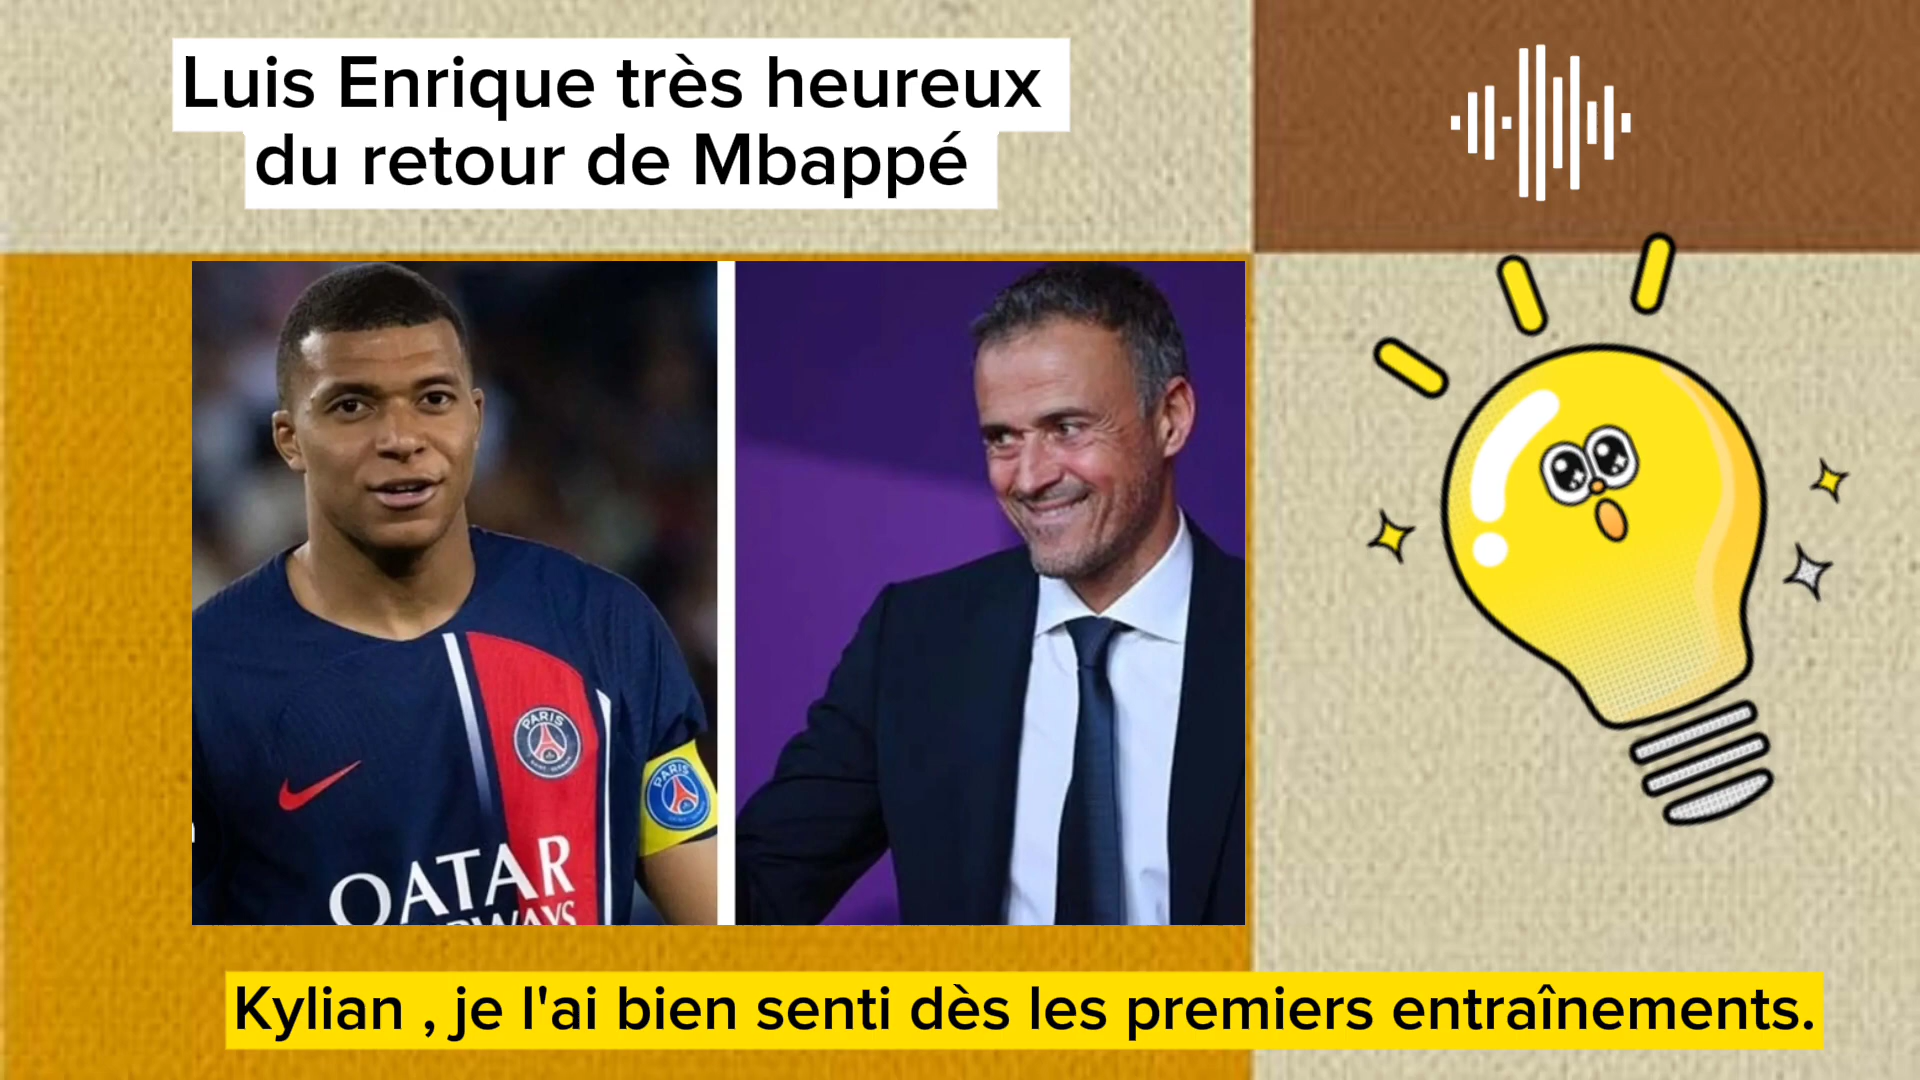 Luis Enrique très heureux
du retour de Mbappé
PARIS
PARIS
QATAR
Kylian , je l'ai bien senti dès les premiers entraînements.